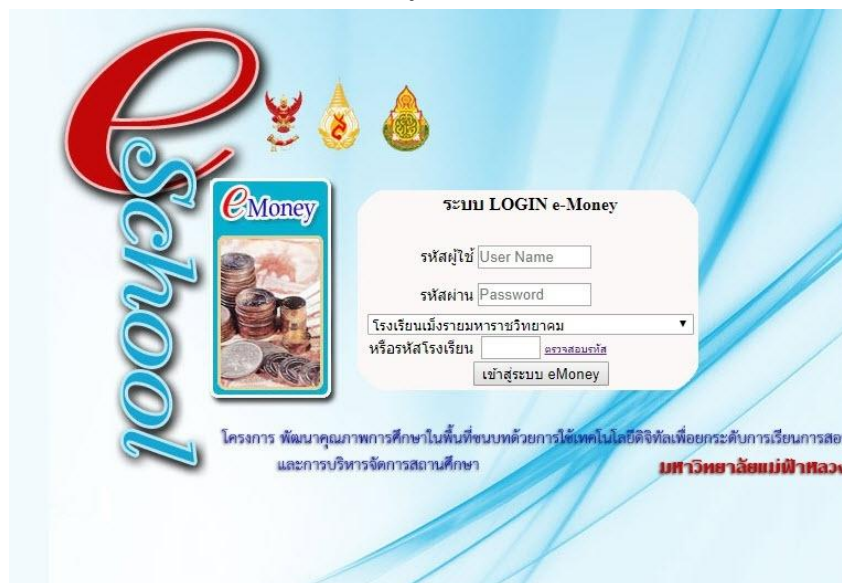 eSchool
eMoney
ระบบ LOGIN e-Money
รหัสผู้ใช้ User Name
รหัสผ่าน Password
โรงเรียนเม็งรายมหาราชวิทยาคม
หรือรหัสโรงเรียน ตรวจสอบรหัส
เข้าสู่ระบบ eMoney
โครงการ พัฒนาคุณภาพการศึกษาในพื้นที่ชนบทด้วยการใช้เทคโนโลยีดิจิทัลเพื่อยกระดับการเรียนการสอ
และการบริหารจัดการสถานศึกษา มหาวิทยาลัยแม่ฟ้าหลวง